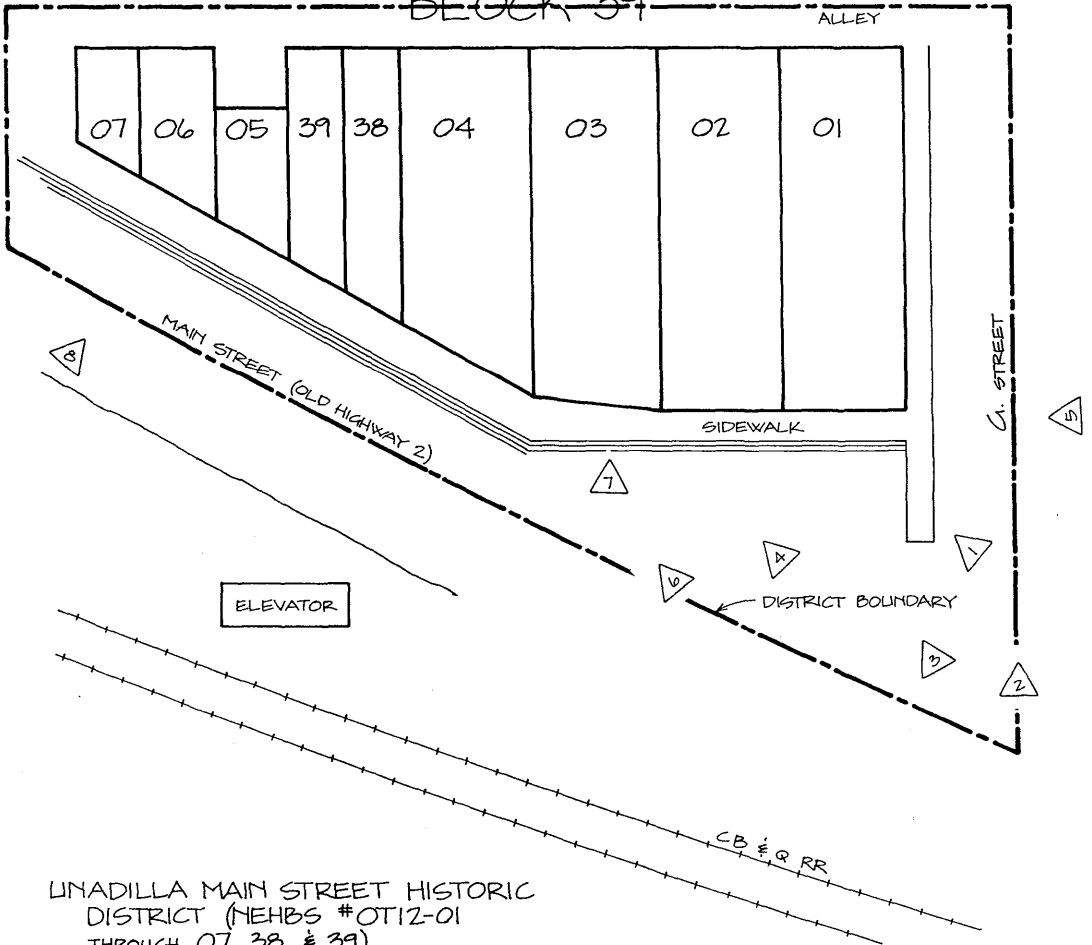 BLOCK 37
ALLEY
07 06 05 39 38 04 03 02 01
G. STREET
MAIN STREET (OLD HIGHWAY 2)
SIDEWALK
8
5
7
4
1
6
DISTRICT BOUNDARY
3
2
ELEVATOR
CB & Q RR
UNADILLA MAIN STREET HISTORIC
DISTRICT (NEHBS #OT12-01
THROUGH 07, 38 & 39)